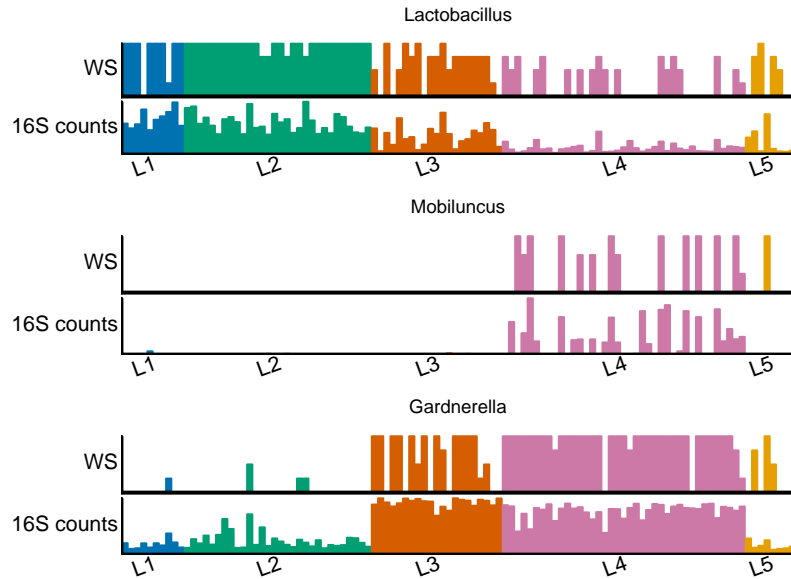 Lactobacillus
WS
16S counts
L1 L2 L3 L4 L5
Mobiluncus
WS
16S counts
L1 L2 L3 L4 L5
Gardnerella
WS
16S counts
L1 L2 L3 L4 L5